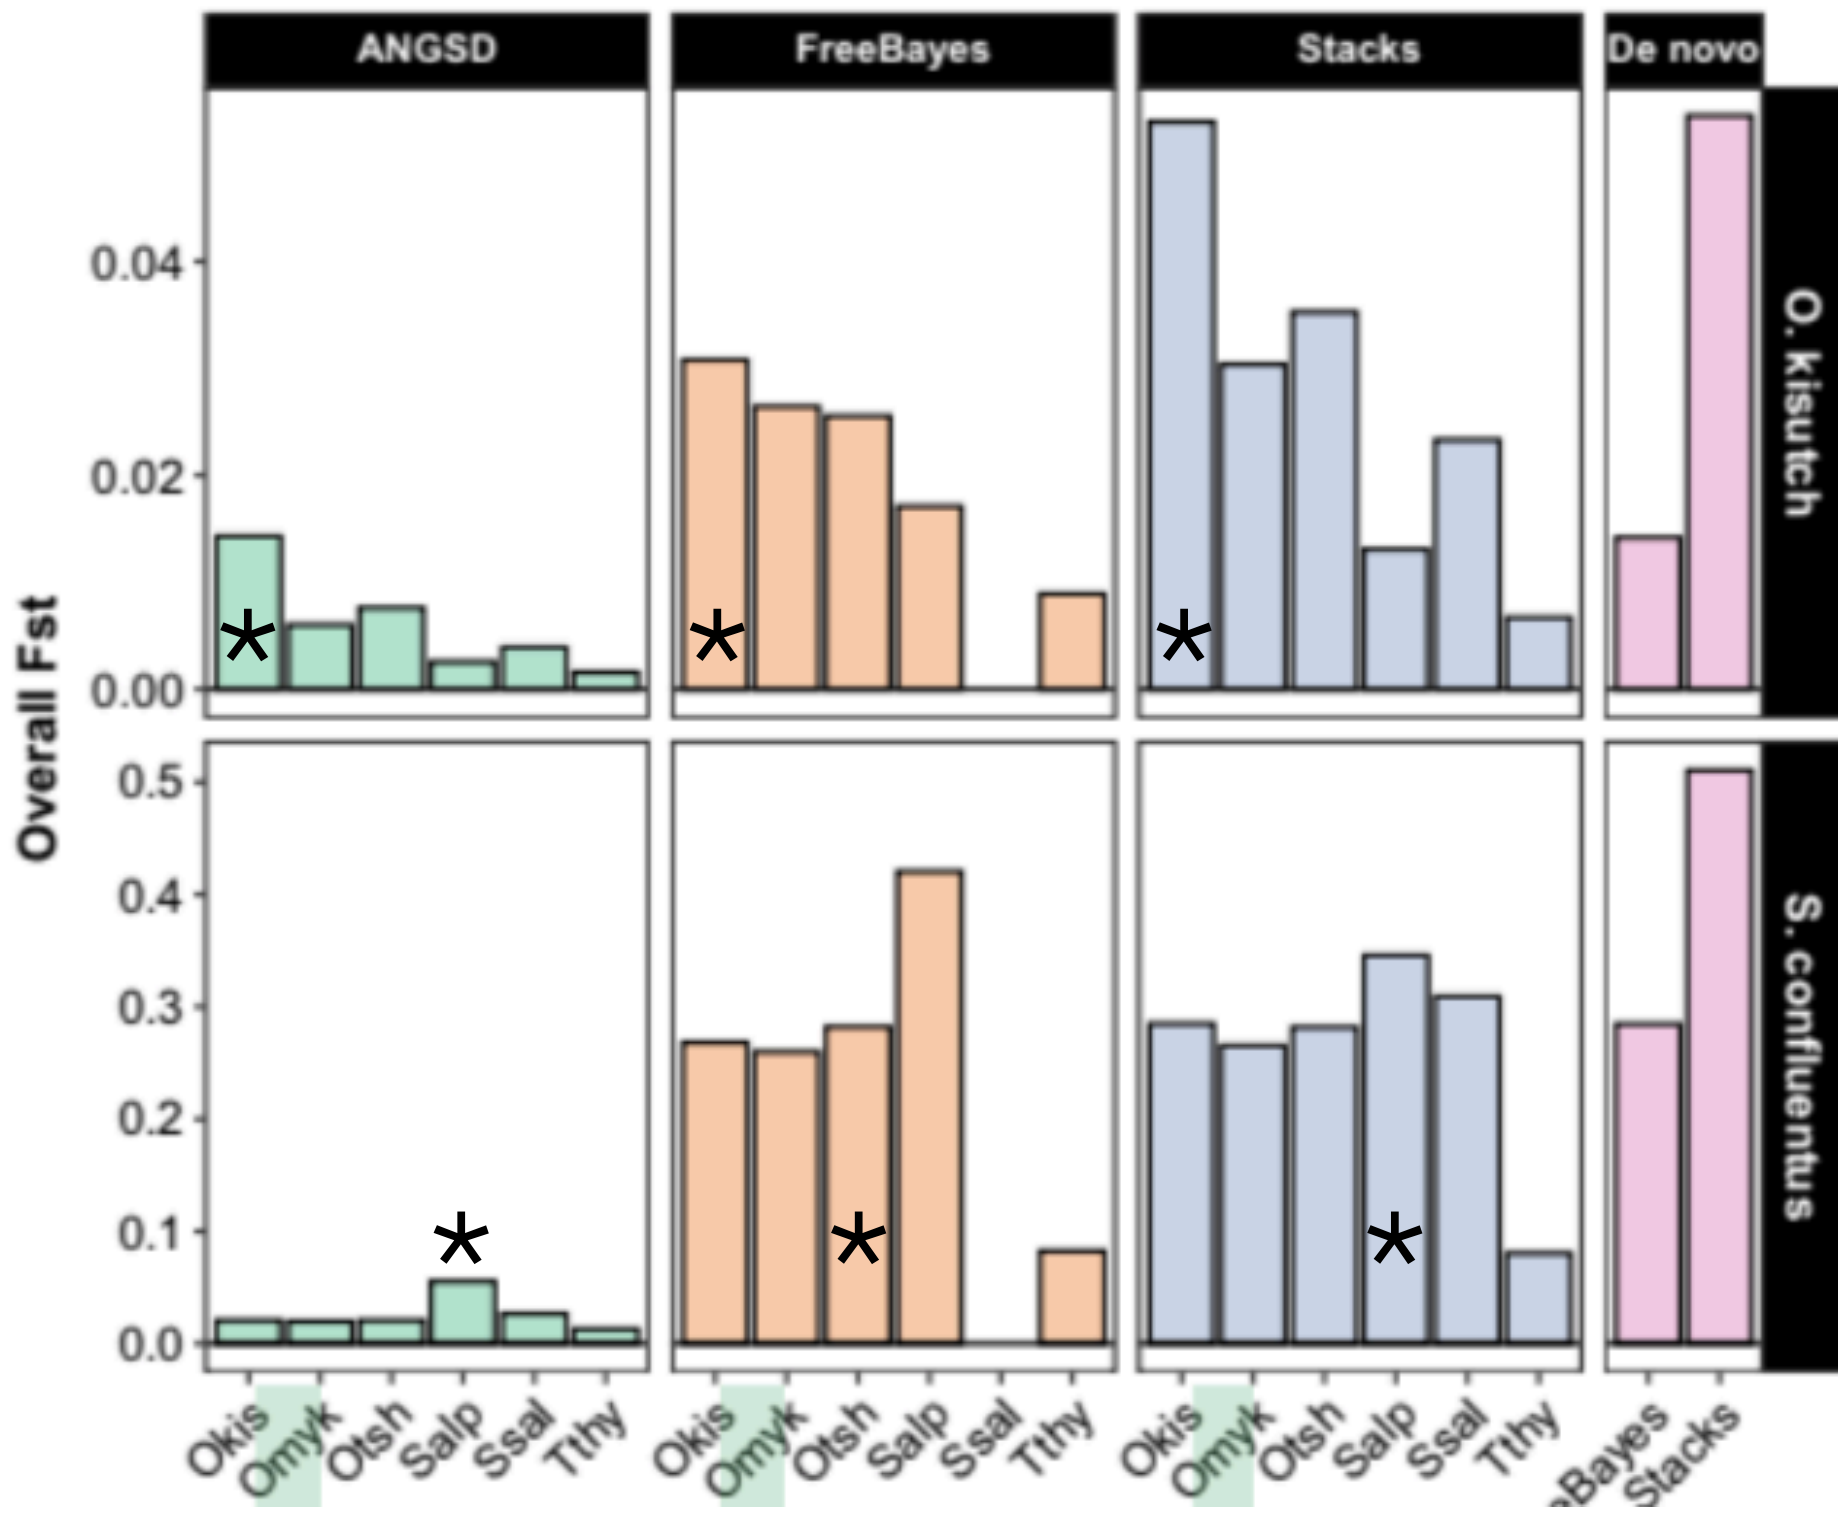 ANGSD FreeBayes Stacks De novo
Overall Fst
0.04
0.02
0.00
O. kisutch
0.5
0.4
0.3
0.2
0.1
0.0
S. confluentus
* * *
* * *
Okis Omyk Otsh Salp Ssal Tthy
Okis Omyk Otsh Salp Ssal Tthy
Okis Omyk Otsh Salp Ssal Tthy
eBayes Stacks